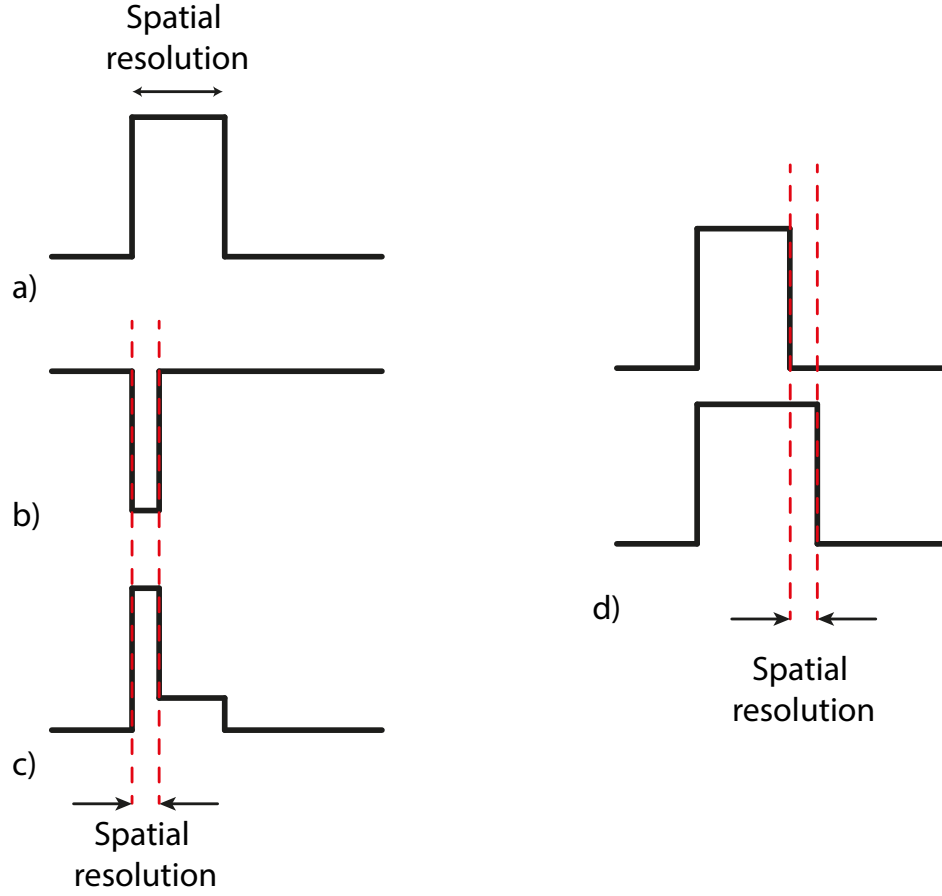 Spatial
resolution
a)
b)
c)
Spatial
resolution
d)
Spatial
resolution